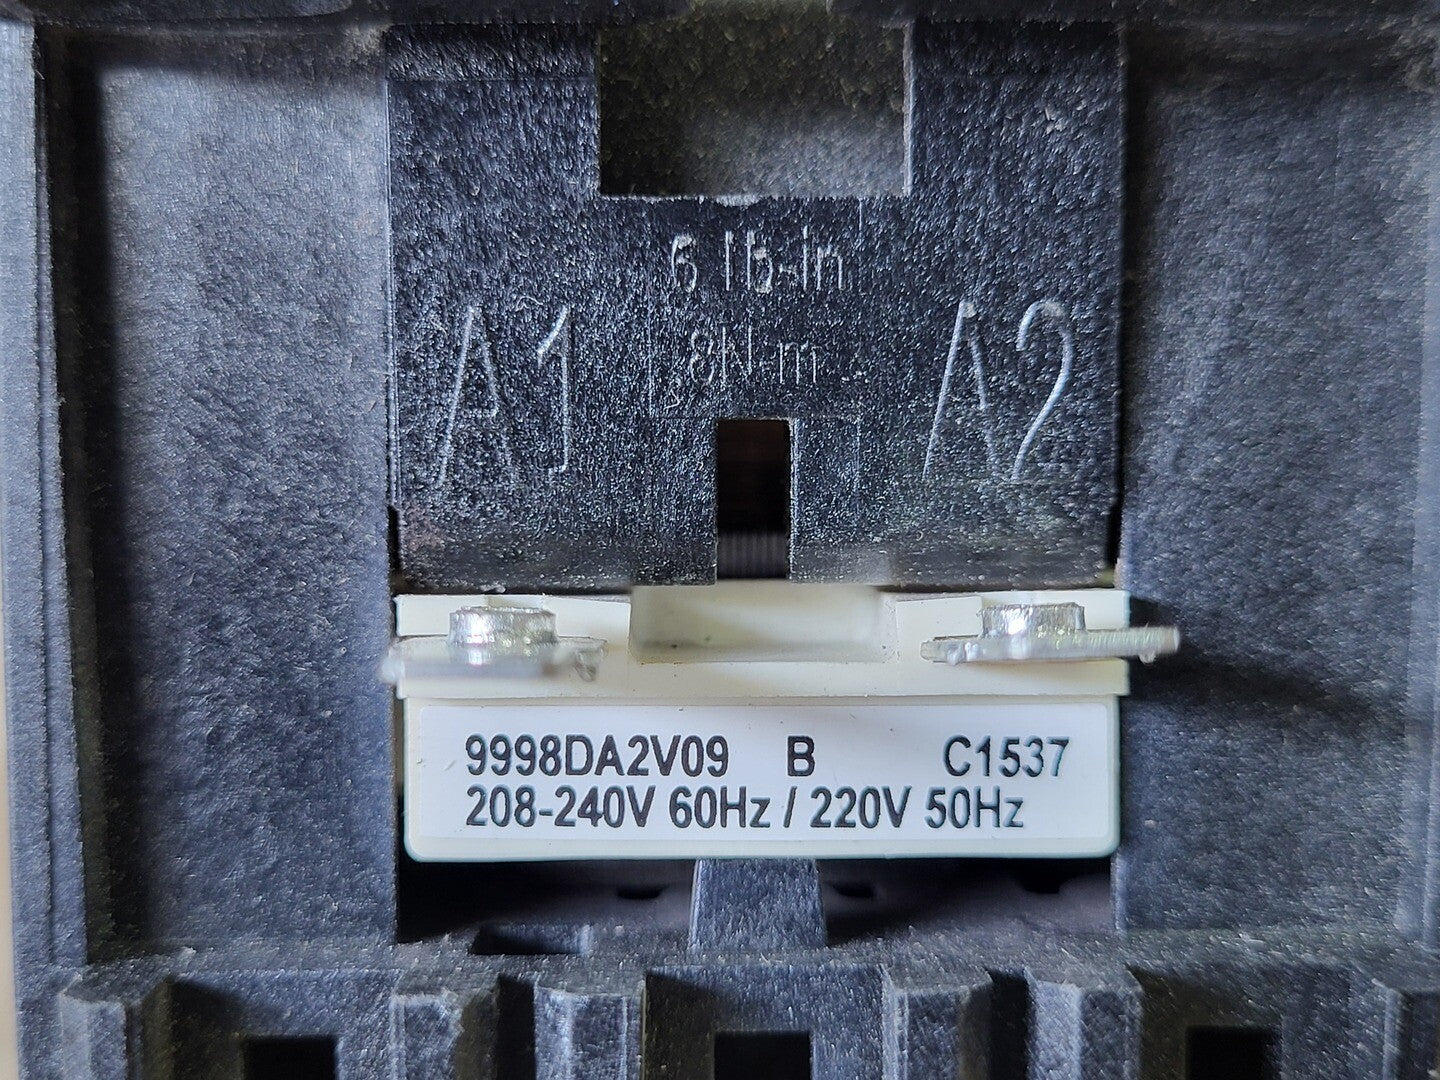 6 lb-in
A1
.8N·m
A2
9998DA2V09 B C1537
208-240V 60Hz / 220V 50Hz